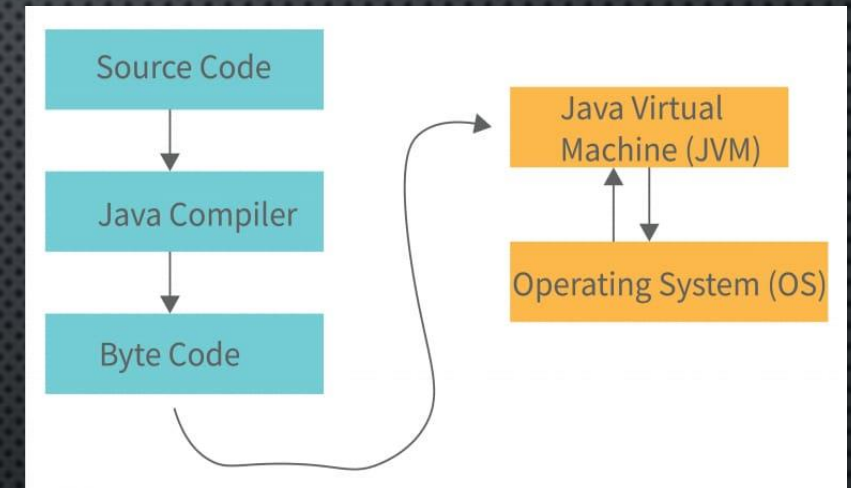 Source Code
Java Compiler
Byte Code
Java Virtual
Machine (JVM)
Operating System (OS)